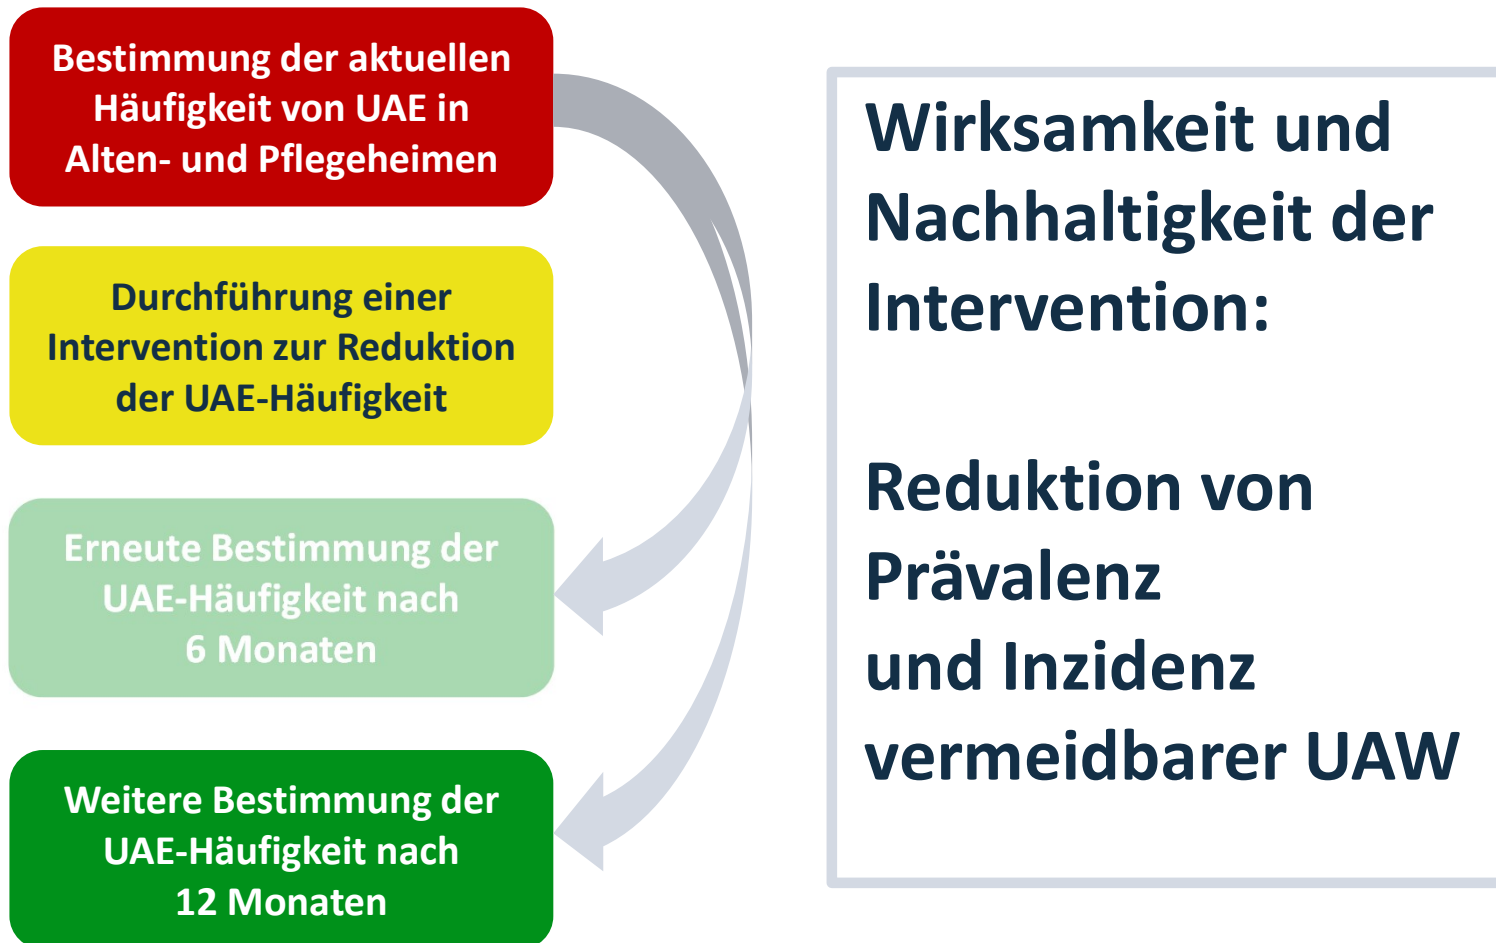 Bestimmung der aktuellen
Häufigkeit von UAE in
Alten- und Pflegeheimen
Durchführung einer
Intervention zur Reduktion
der UAE-Häufigkeit
Erneute Bestimmung der
UAE-Häufigkeit nach
6 Monaten
Weitere Bestimmung der
UAE-Häufigkeit nach
12 Monaten
Wirksamkeit und
Nachhaltigkeit der
Intervention:
Reduktion von
Prävalenz
und Inzidenz
vermeidbarer UAW